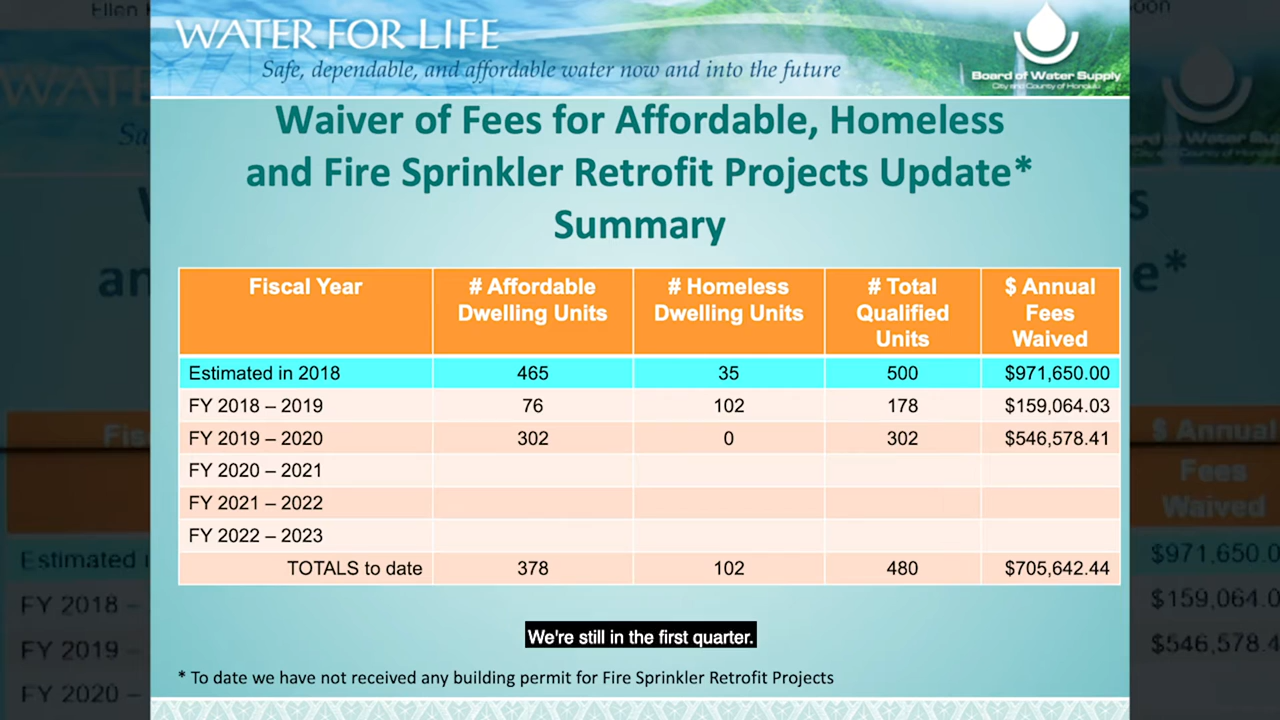 WATER FOR LIFE
Safe, dependable, and affordable water now and into the future
Board of Water Supply
City and County of Honolulu
Waiver of Fees for Affordable, Homeless
and Fire Sprinkler Retrofit Projects Update*
Summary
Fiscal Year # Affordable Dwelling Units # Homeless Dwelling Units # Total Qualified Units $ Annual Fees Waived
Estimated in 2018 465 35 500 $971,650.00
FY 2018 – 2019 76 102 178 $159,064.03
FY 2019 – 2020 302 0 302 $546,578.41
FY 2020 – 2021
FY 2021 – 2022
FY 2022 – 2023
TOTALS to date 378 102 480 $705,642.44
We're still in the first quarter.
* To date we have not received any building permit for Fire Sprinkler Retrofit Projects